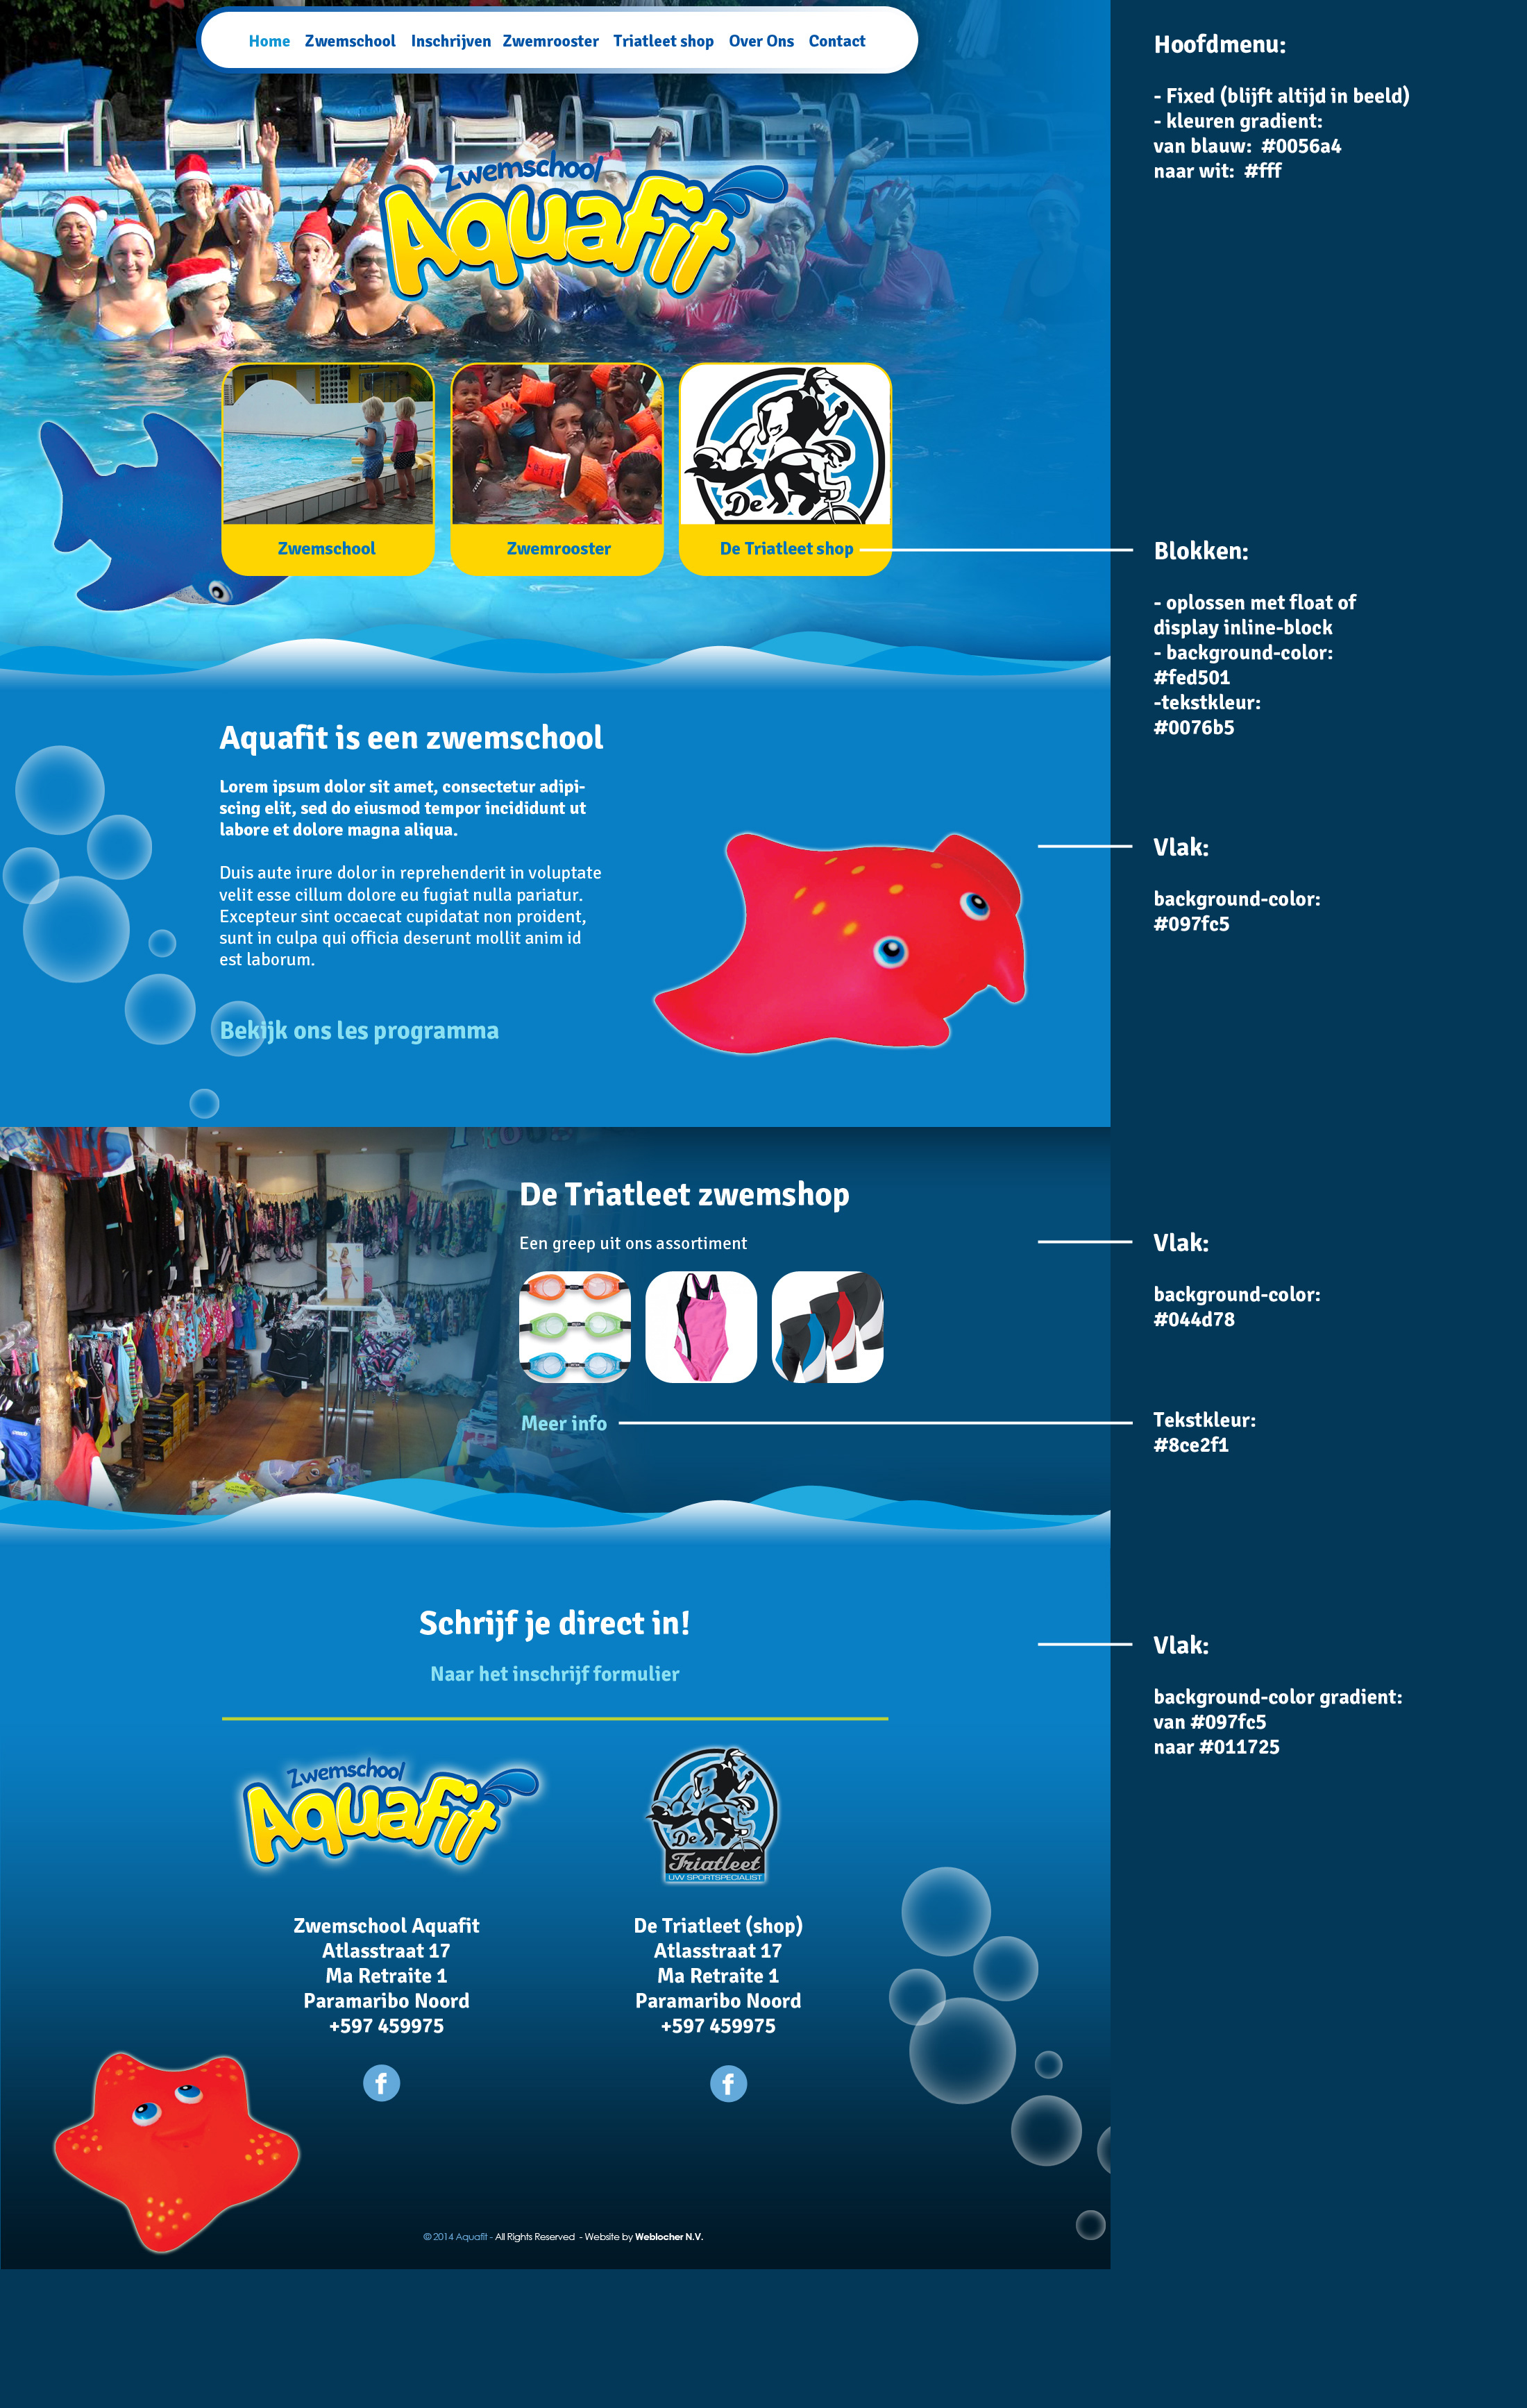 Home Zwemschool Inschrijven Zwemrooster Triatleet shop Over Ons Contact
Hoofdmenu:
- Fixed (blijft altijd in beeld)
- kleuren gradient:
van blauw: #0056a4
naar wit: #fff
Zwemschool
Aquafit
De
Zwemschool
Zwemrooster
De Triatleet shop
Blokken:
- oplossen met float of
display inline-block
- background-color:
#fed501
-tekstkleur:
#0076b5
Aquafit is een zwemschool
Lorem ipsum dolor sit amet, consectetur adipi-
scing elit, sed do eiusmod tempor incididunt ut
labore et dolore magna aliqua.
Duis aute irure dolor in reprehenderit in voluptate
velit esse cillum dolore eu fugiat nulla pariatur.
Excepteur sint occaecat cupidatat non proident,
sunt in culpa qui officia deserunt mollit anim id
est laborum.
Bekijk ons les programma
Vlak:
background-color:
#097fc5
De Triatleet zwemshop
Een greep uit ons assortiment
Meer info
Vlak:
background-color:
#044d78
Tekstkleur:
#8ce2f1
Schrijf je direct in!
Naar het inschrijf formulier
Vlak:
background-color gradient:
van #097fc5
naar #011725
Zwemschool
Aquafit
De
Triatleet
UW SPORTSPECIALIST
Zwemschool Aquafit
Atlasstraat 17
Ma Retraite 1
Paramaribo Noord
+597 459975
f
De Triatleet (shop)
Atlasstraat 17
Ma Retraite 1
Paramaribo Noord
+597 459975
f
© 2014 Aquafit - All Rights Reserved - Website by Weblocher N.V.